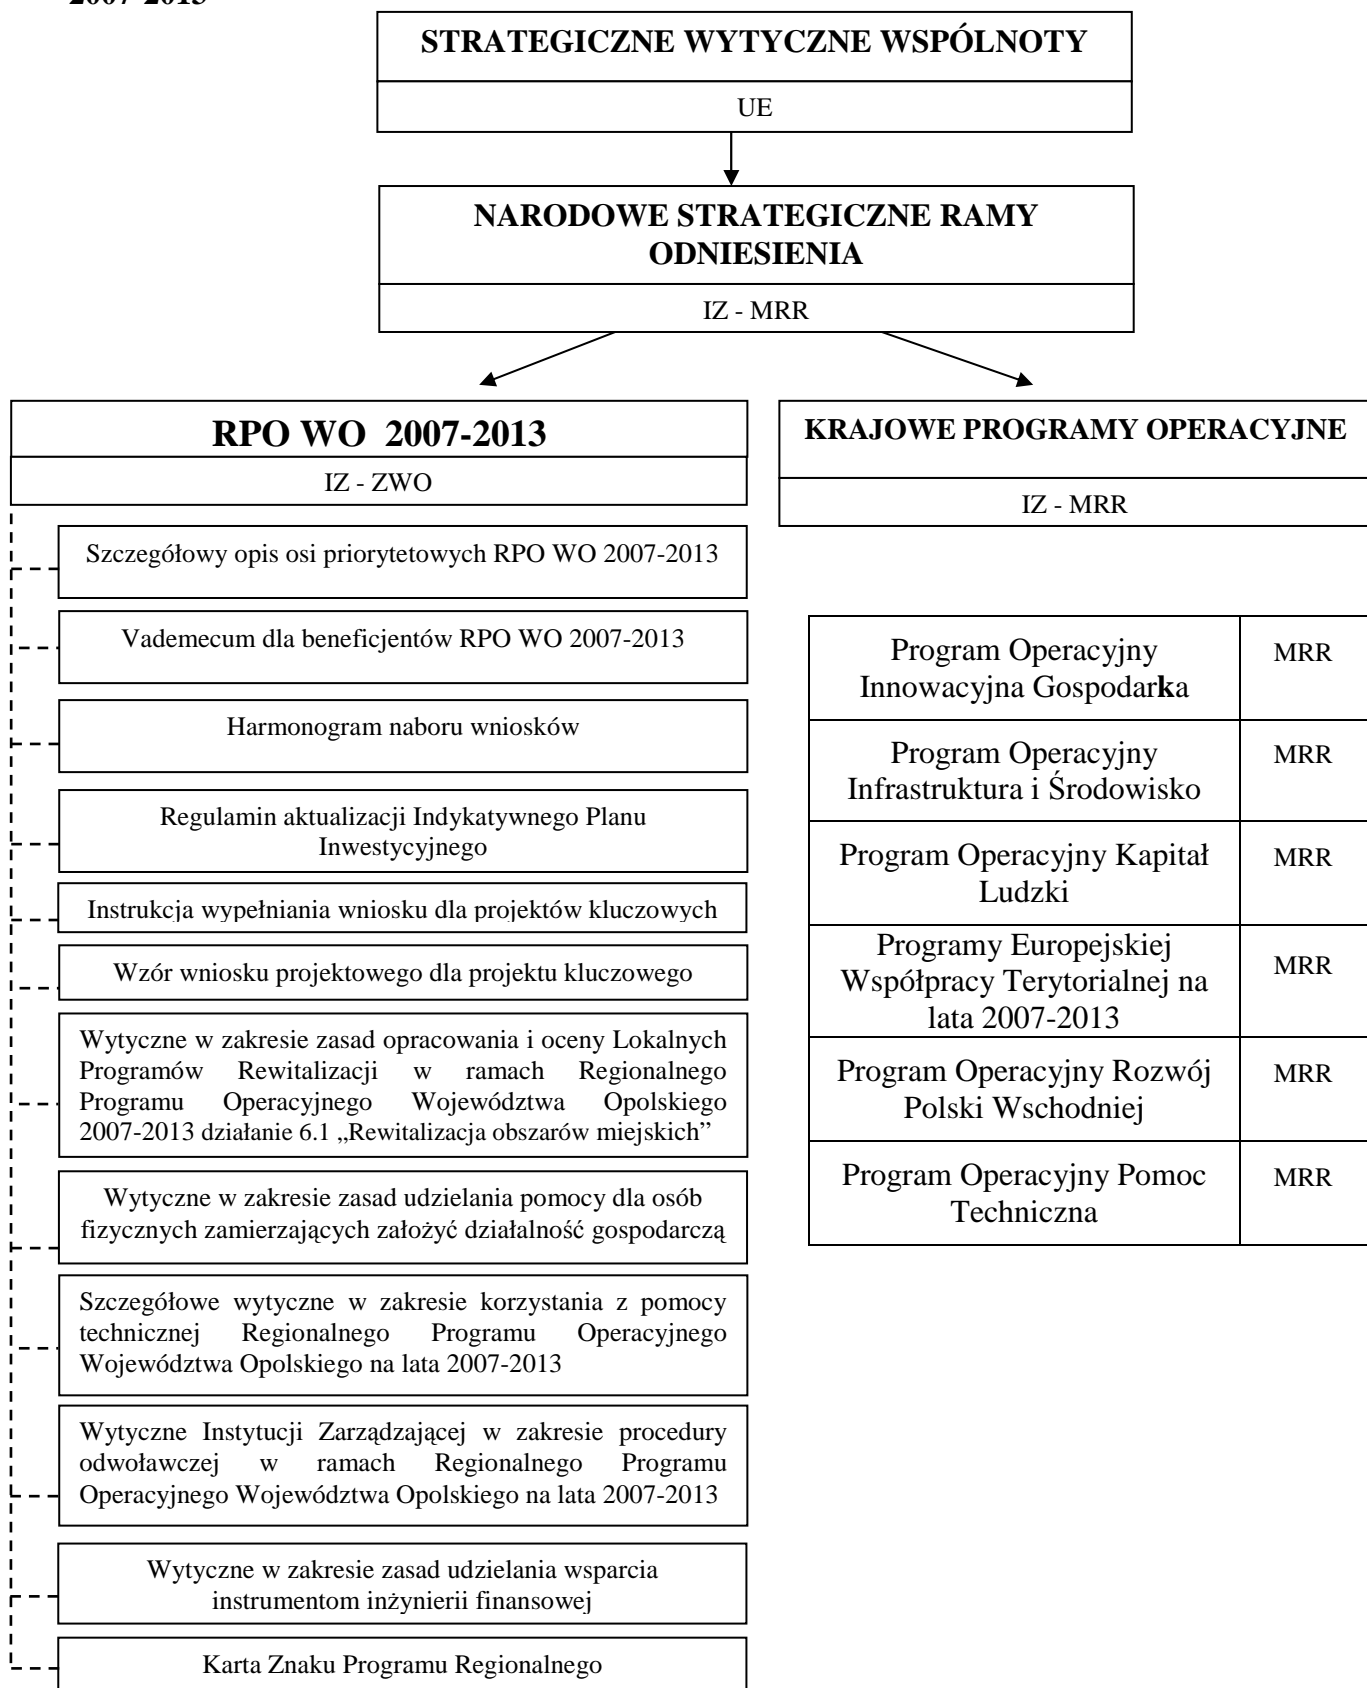 2007-2013
STRATEGICZNE WYTYCZNE WSPÓLNOTY
UE
NARODOWE STRATEGICZNE RAMY
ODNIESIENIA
IZ - MRR
RPO WO 2007-2013
IZ - ZWO
Szczegółowy opis osi priorytetowych RPO WO 2007-2013
Vademecum dla beneficjentów RPO WO 2007-2013
Harmonogram naboru wniosków
Regulamin aktualizacji Indykatywnego Planu
Inwestycyjnego
Instrukcja wypełniania wniosku dla projektów kluczowych
Wzór wniosku projektowego dla projektu kluczowego
Wytyczne w zakresie zasad opracowania i oceny Lokalnych
Programów Rewitalizacji w ramach Regionalnego
Programu Operacyjnego Województwa Opolskiego
2007-2013 działanie 6.1 „Rewitalizacja obszarów miejskich”
Wytyczne w zakresie zasad udzielania pomocy dla osób
fizycznych zamierzających założyć działalność gospodarczą
Szczegółowe wytyczne w zakresie korzystania z pomocy
technicznej Regionalnego Programu Operacyjnego
Województwa Opolskiego na lata 2007-2013
Wytyczne Instytucji Zarządzającej w zakresie procedury
odwoławczej w ramach Regionalnego Programu
Operacyjnego Województwa Opolskiego na lata 2007-2013
Wytyczne w zakresie zasad udzielania wsparcia
instrumentom inżynierii finansowej
Karta Znaku Programu Regionalnego
KRAJOWE PROGRAMY OPERACYJNE
IZ - MRR
Program Operacyjny
Innowacyjna Gospodarka
MRR
Program Operacyjny
Infrastruktura i Środowisko
MRR
Program Operacyjny Kapitał
Ludzki
MRR
Programy Europejskiej
Współpracy Terytorialnej na
lata 2007-2013
MRR
Program Operacyjny Rozwój
Polski Wschodniej
MRR
Program Operacyjny Pomoc
Techniczna
MRR